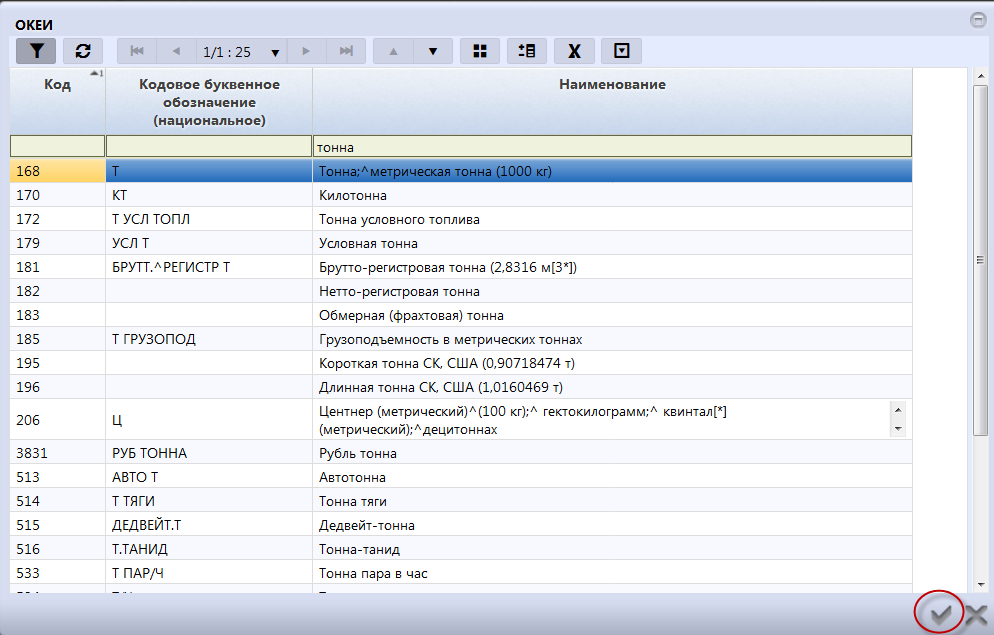 ОКЕИ
1/1 : 25
Код 1 Кодовое буквенное обозначение (национальное) Наименование
тонна
168 Т Тонна;^метрическая тонна (1000 кг)
170 КТ Килотонна
172 Т УСЛ ТОПЛ Тонна условного топлива
179 УСЛ Т Условная тонна
181 БРУТТ.^РЕГИСТР Т Брутто-регистровая тонна (2,8316 м[3*])
182 Нетто-регистровая тонна
183 Обмерная (фрахтовая) тонна
185 Т ГРУЗОПОД Грузоподъемность в метрических тоннах
195 Короткая тонна СК, США (0,90718474 т)
196 Длинная тонна СК, США (1,0160469 т)
206 Ц Центнер (метрический)^(100 кг);^ гектокилограмм;^ квинтал[*]
(метрический);^децитоннах
3831 РУБ ТОННА Рубль тонна
513 АВТО Т Автотонна
514 Т ТЯГИ Тонна тяги
515 ДЕДВЕЙТ.Т Дедвейт-тонна
516 Т.ТАНИД Тонна-танид
533 Т ПАР/Ч Тонна пара в час